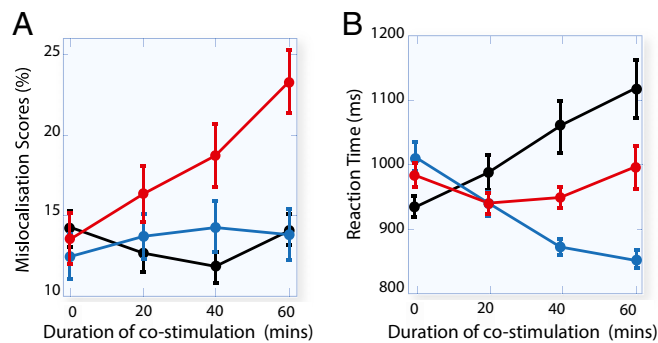 A
Mislocalisation Scores (%)
25
20
15
10
0 20 40 60
Duration of co-stimulation (mins)
B
Reaction Time (ms)
1200
1100
1000
900
800
0 20 40 60
Duration of co-stimulation (mins)